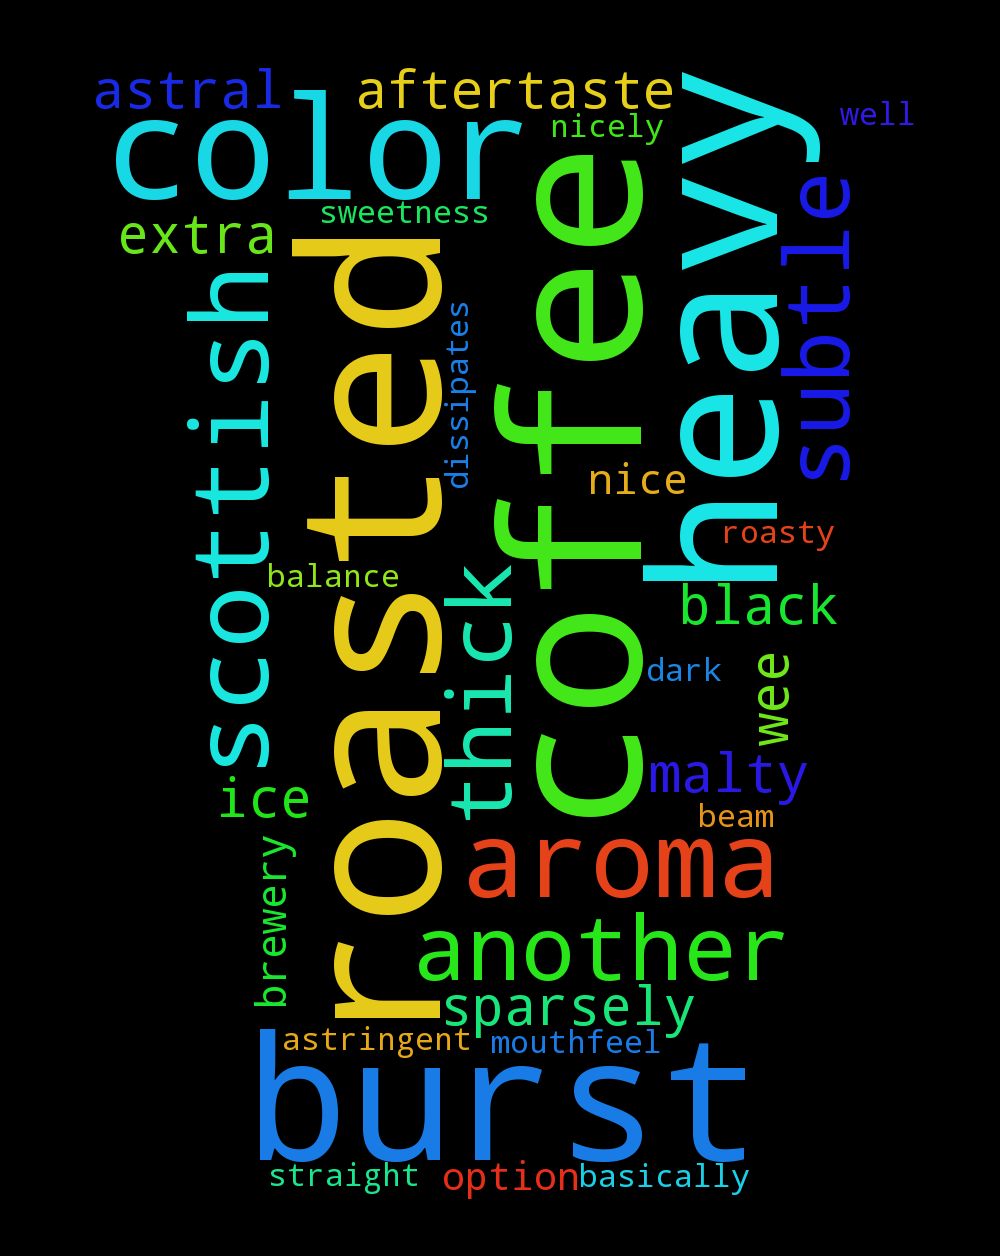 astral
aftertaste
color
nicely
well
heavy
coffee
subtle
sweetness
extra
roasted
scottish
dissipates
nice
roasty
balance
thick
black
dark
wee
malty
ice
beam
aroma
brewery
another
sparsely
astringent
mouthfeel
burst
straight
option
basically